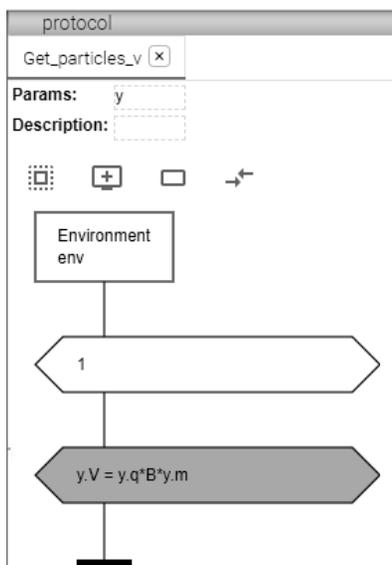 protocol
Get_particles_v
Params: y
Description:
Environment
env
1
y.V = y.q*B*y.m